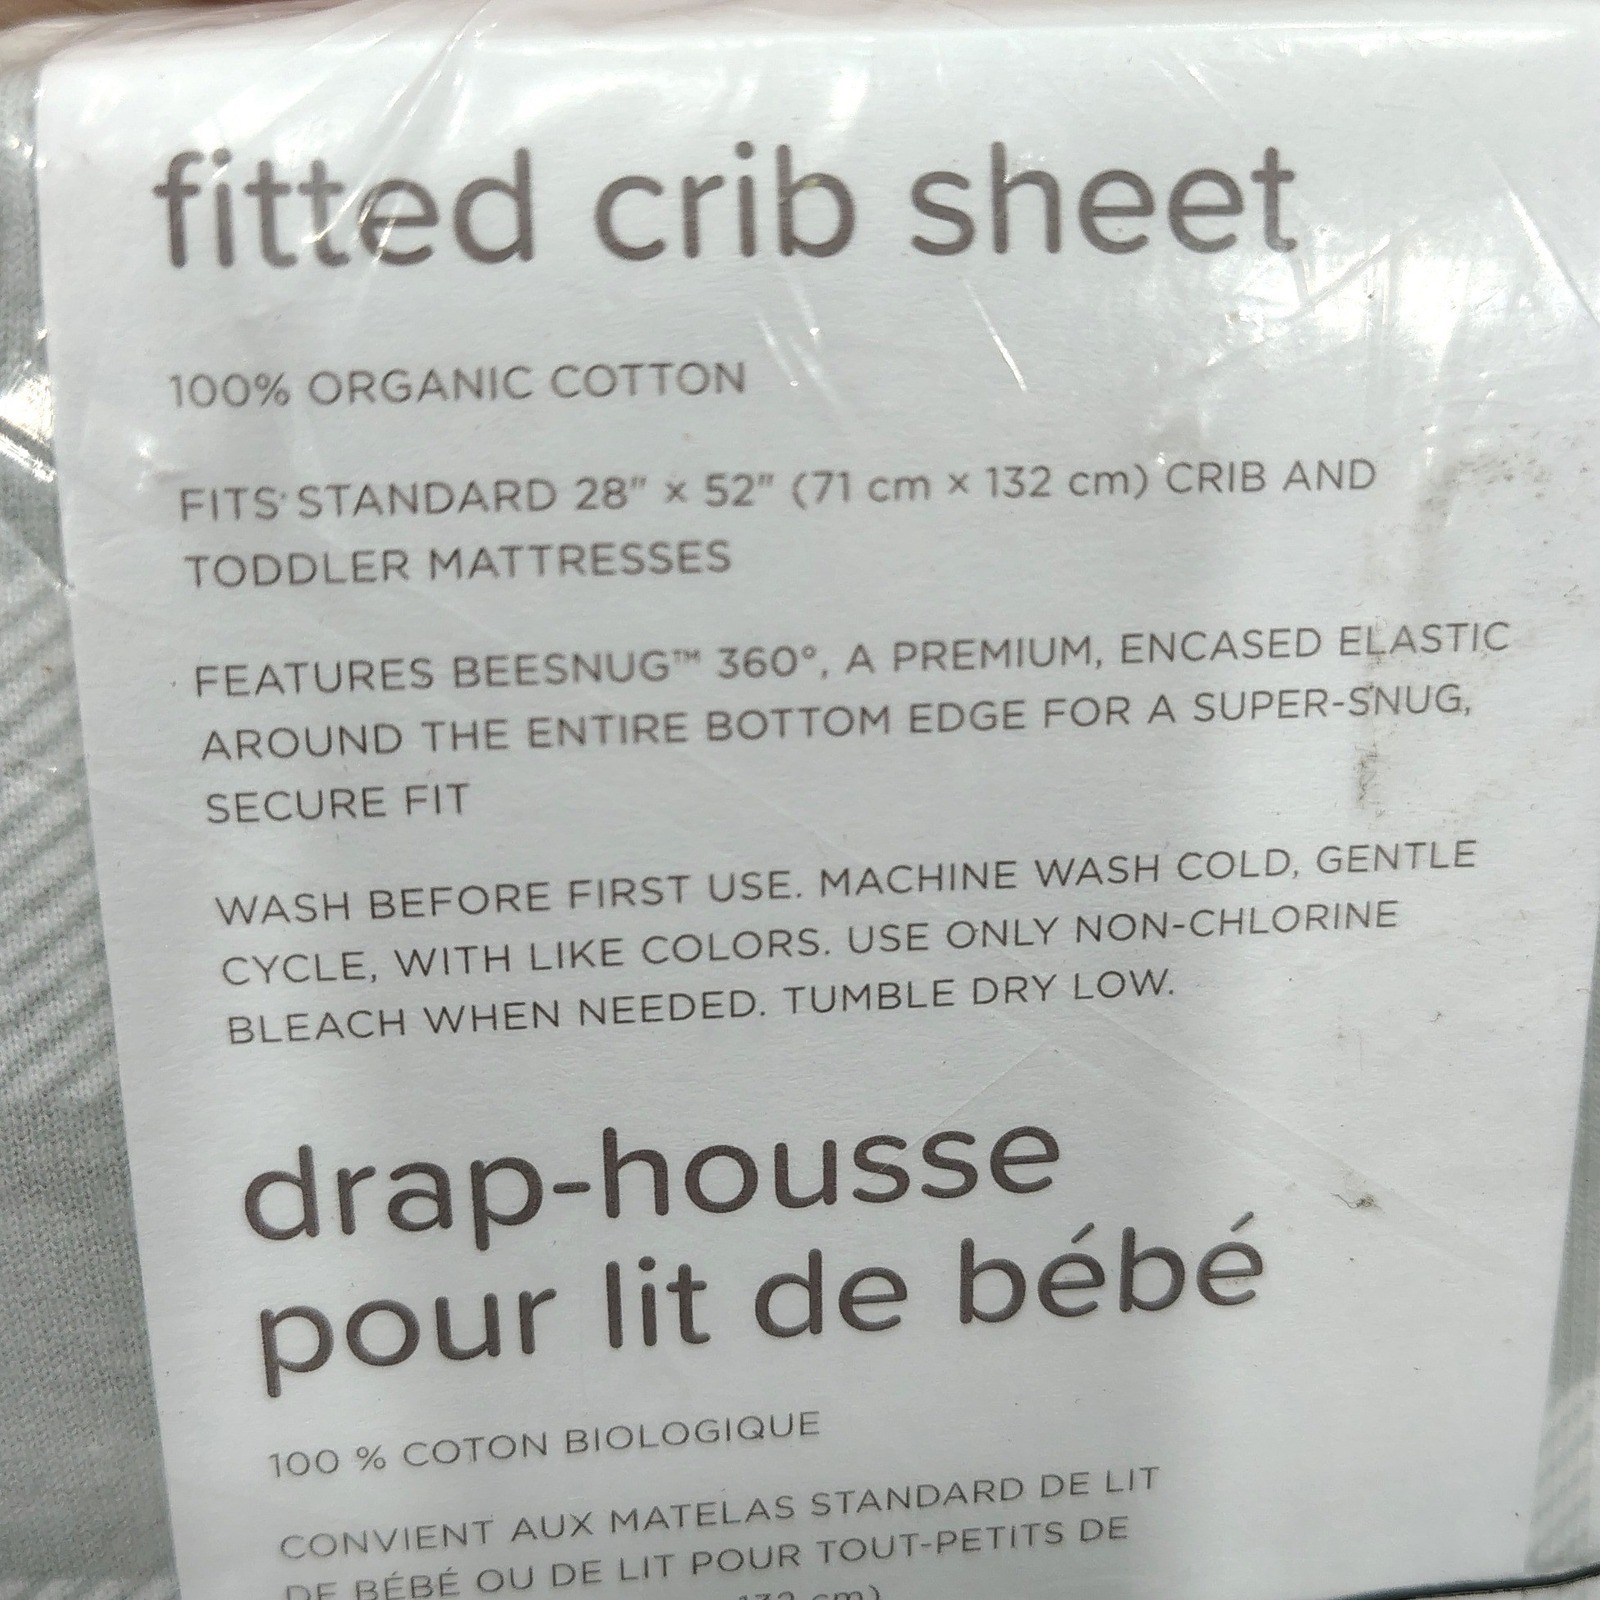 fitted crib sheet
100% ORGANIC COTTON
FITS STANDARD 28" × 52" (71 cm × 132 cm) CRIB AND
TODDLER MATTRESSES
FEATURES BEESNUG™ 360°, A PREMIUM, ENCASED ELASTIC
AROUND THE ENTIRE BOTTOM EDGE FOR A SUPER-SNUG,
SECURE FIT
WASH BEFORE FIRST USE. MACHINE WASH COLD, GENTLE
CYCLE, WITH LIKE COLORS. USE ONLY NON-CHLORINE
BLEACH WHEN NEEDED. TUMBLE DRY LOW.
drap-housse
pour lit de bébé
100 % COTON BIOLOGIQUE
CONVIENT AUX MATELAS STANDARD DE LIT
DE BÉBÉ OU DE LIT POUR TOUT-PETITS DE
132 cm)